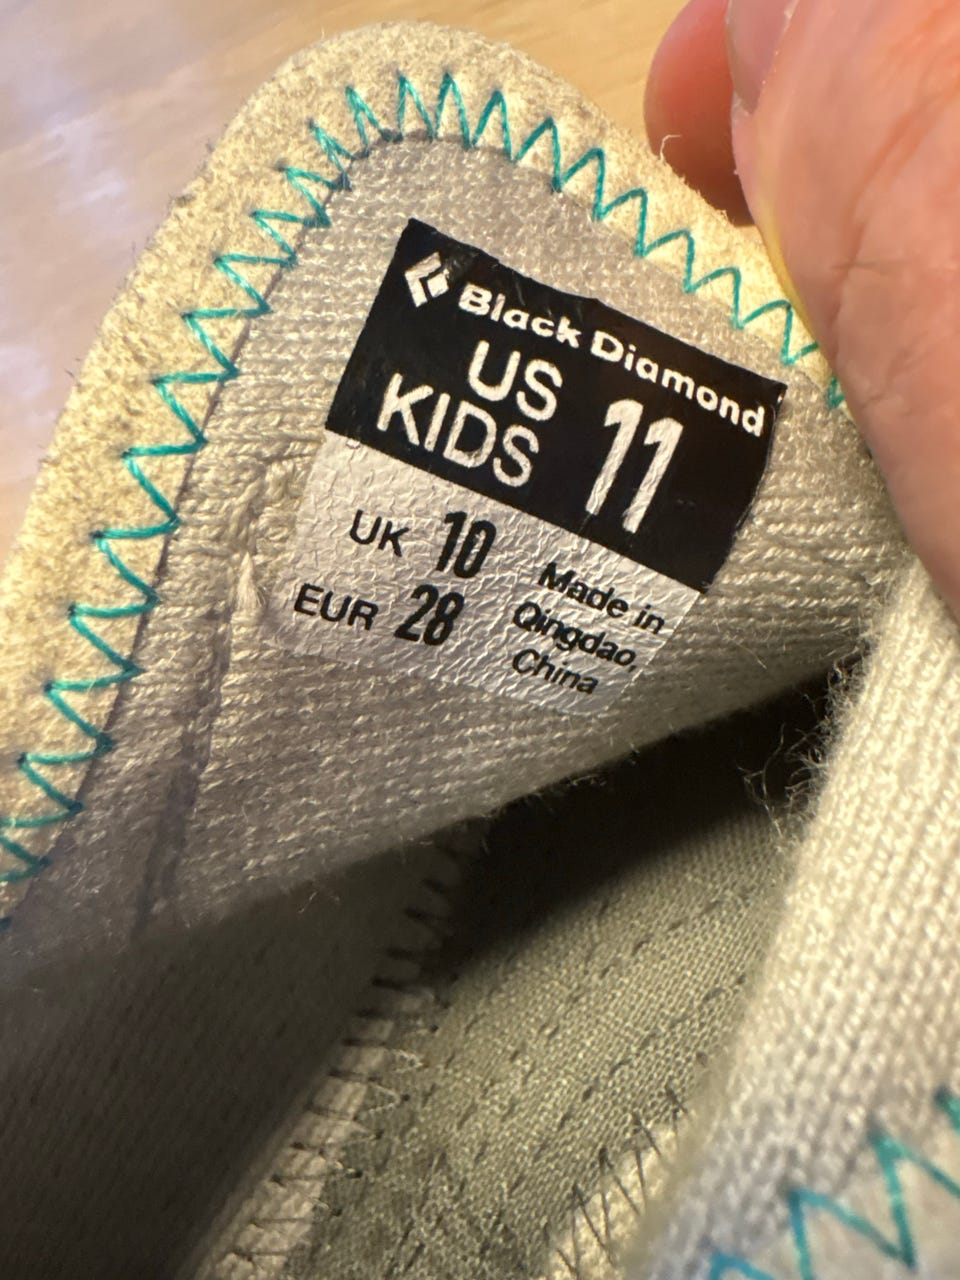 Black Diamond
US KIDS 11
UK 10
EUR 28
Made in
Qingdao,
China